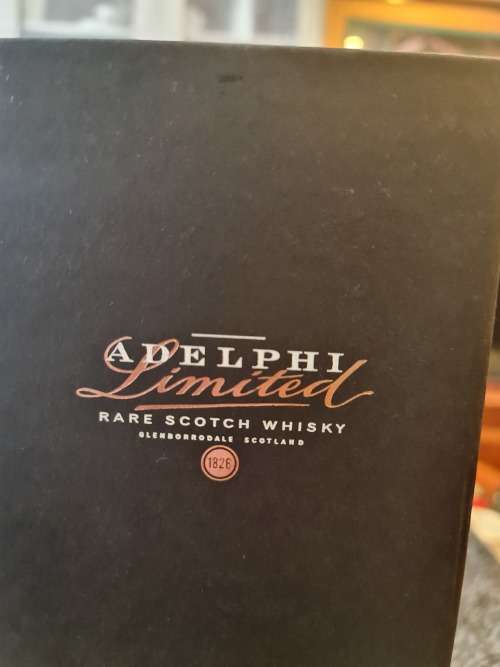 ADELPHI
Limited
RARE SCOTCH WHISKY
GLENBORRODALE SCOTLAND
1826